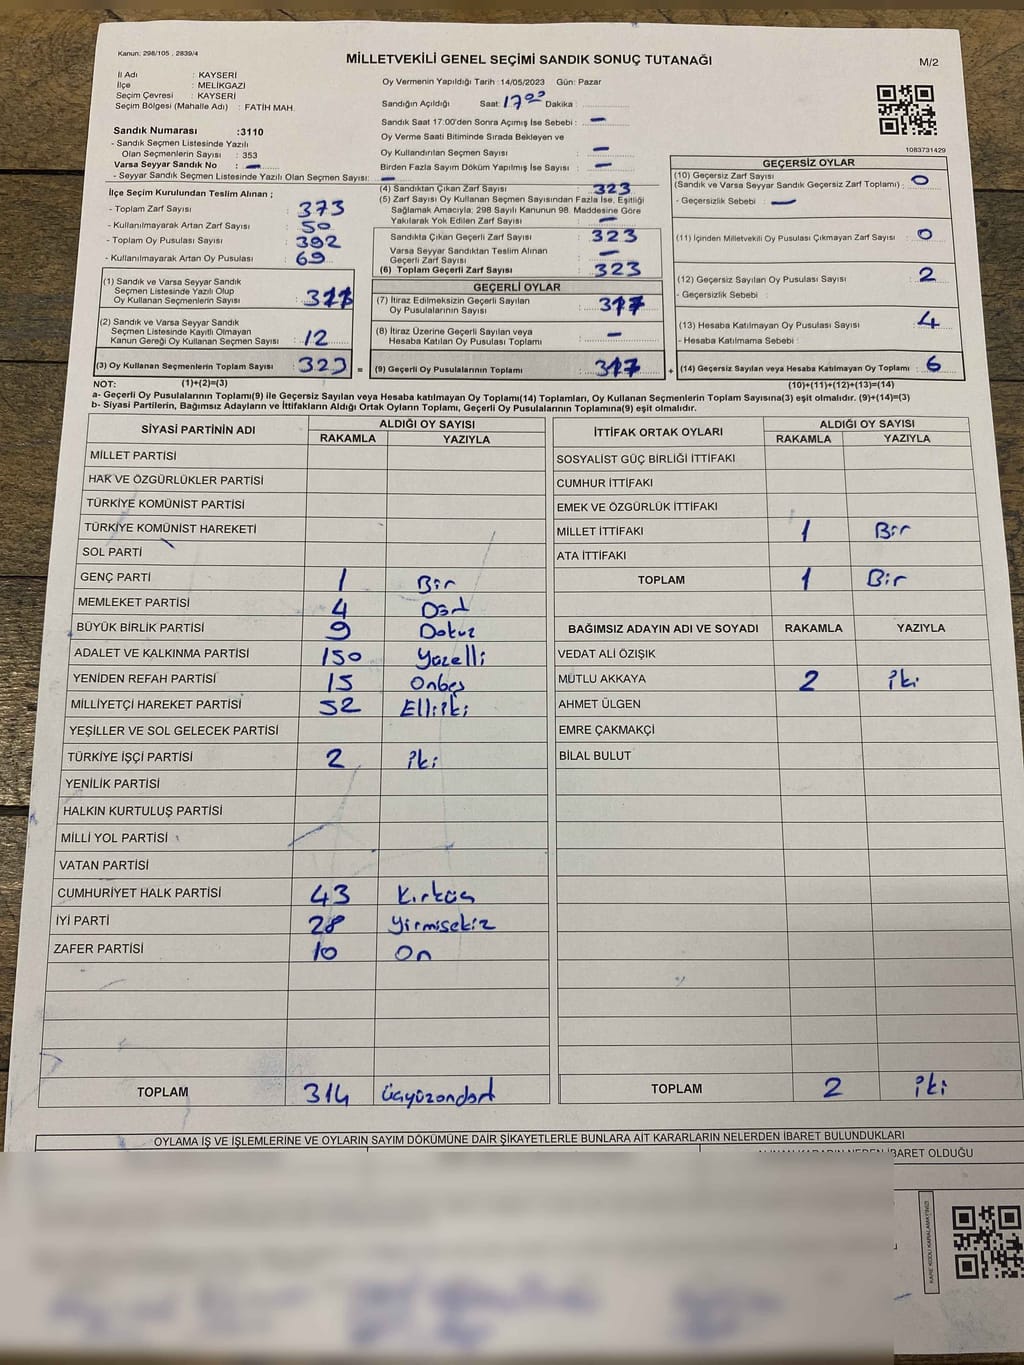 Kanun: 298/105 , 2839/4
MİLLETVEKİLİ GENEL SEÇİMİ SANDIK SONUÇ TUTANAĞI
M/2
İl Adı : KAYSERİ
İlçe : MELİKGAZİ
Seçim Çevresi : KAYSERİ
Seçim Bölgesi (Mahalle Adı) : FATİH MAH.
Sandık Numarası :3110
- Sandık Seçmen Listesinde Yazılı
Olan Seçmenlerin Sayısı : 353
Varsa Seyyar Sandık No : —
- Seyyar Sandık Seçmen Listesinde Yazılı Olan Seçmen Sayısı: —
Oy Vermenin Yapıldığı Tarih :14/05/2023 Gün: Pazar
Sandığın Açıldığı Saat: 17 00 Dakika :
Sandık Saat 17:00'den Sonra Açımış İse Sebebi : —
Oy Verme Saati Bitiminde Sırada Bekleyen ve
Oy Kullandırılan Seçmen Sayısı : —
Birden Fazla Sayım Döküm Yapılmış İse Sayısı : —
1083731429
İlçe Seçim Kurulundan Teslim Alınan ;
- Toplam Zarf Sayısı : 373
- Kullanılmayarak Artan Zarf Sayısı : 50
- Toplam Oy Pusulası Sayısı : 392
- Kullanılmayarak Artan Oy Pusulası : 69
(1) Sandık ve Varsa Seyyar Sandık
Seçmen Listesinde Yazılı Olup
Oy Kullanan Seçmenlerin Sayısı :
(2) Sandık ve Varsa Seyyar Sandık
Seçmen Listesinde Kayıtlı Olmayan
Kanun Gereği Oy Kullanan Seçmen Sayısı : 12
(3) Oy Kullanan Seçmenlerin Toplam Sayısı : 323 =
(4) Sandıktan Çıkan Zarf Sayısı : 323
(5) Zarf Sayısı Oy Kullanan Seçmen Sayısından Fazla İse, Eşitliği
Sağlamak Amacıyla; 298 Sayılı Kanunun 98. Maddesine Göre
Yakılarak Yok Edilen Zarf Sayısı : —
Sandıkta Çıkan Geçerli Zarf Sayısı : 323
Varsa Seyyar Sandıktan Teslim Alınan
Geçerli Zarf Sayısı : —
(6) Toplam Geçerli Zarf Sayısı : 323
GEÇERLİ OYLAR
(7) İtiraz Edilmeksizin Geçerli Sayılan
Oy Pusulalarının Sayısı : 317
(8) İtiraz Üzerine Geçerli Sayılan veya
Hesaba Katılan Oy Pusulası Toplamı : —
(9) Geçerli Oy Pusulalarının Toplamı : 317 +
GEÇERSİZ OYLAR
(10) Geçersiz Zarf Sayısı
(Sandık ve Varsa Seyyar Sandık Geçersiz Zarf Toplamı) : 0
- Geçersizlik Sebebi : —
(11) İçinden Milletvekili Oy Pusulası Çıkmayan Zarf Sayısı : 0
(12) Geçersiz Sayılan Oy Pusulası Sayısı : 2
- Geçersizlik Sebebi :
(13) Hesaba Katılmayan Oy Pusulası Sayısı : 4
- Hesaba Katılmama Sebebi :
(14) Geçersiz Sayılan veya Hesaba Katılmayan Oy Toplamı : 6
NOT: (1)+(2)=(3) (10)+(11)+(12)+(13)=(14)
a- Geçerli Oy Pusulalarının Toplamı(9) ile Geçersiz Sayılan veya Hesaba katılmayan Oy Toplamı(14) Toplamları, Oy Kullanan Seçmenlerin Toplam Sayısına(3) eşit olmalıdır. (9)+(14)=(3)
b- Siyasi Partilerin, Bağımsız Adayların ve İttifakların Aldığı Ortak Oyların Toplamı, Geçerli Oy Pusulalarının Toplamına(9) eşit olmalıdır.
SİYASİ PARTİNİN ADI ALDIĞI OY SAYISI
RAKAMLA YAZIYLA
MİLLET PARTİSİ
HAK VE ÖZGÜRLÜKLER PARTİSİ
TÜRKİYE KOMÜNİST PARTİSİ
TÜRKİYE KOMÜNİST HAREKETİ
SOL PARTİ
GENÇ PARTİ 1 Bir
MEMLEKET PARTİSİ 4 Dört
BÜYÜK BİRLİK PARTİSİ 9 Dokuz
ADALET VE KALKINMA PARTİSİ 150 Yüzelli
YENİDEN REFAH PARTİSİ 15 Onbeş
MİLLİYETÇİ HAREKET PARTİSİ 52 Elliiki
YEŞİLLER VE SOL GELECEK PARTİSİ
TÜRKİYE İŞÇİ PARTİSİ 2 iki
YENİLİK PARTİSİ
HALKIN KURTULUŞ PARTİSİ
MİLLİ YOL PARTİSİ
VATAN PARTİSİ
CUMHURİYET HALK PARTİSİ 43 Kırküç
İYİ PARTİ 28 Yirmisekiz
ZAFER PARTİSİ 10 On
TOPLAM 314 üçyüzondört
İTTİFAK ORTAK OYLARI ALDIĞI OY SAYISI
RAKAMLA YAZIYLA
SOSYALİST GÜÇ BİRLİĞİ İTTİFAKI
CUMHUR İTTİFAKI
EMEK VE ÖZGÜRLÜK İTTİFAKI
MİLLET İTTİFAKI 1 Bir
ATA İTTİFAKI
TOPLAM 1 Bir
BAĞIMSIZ ADAYIN ADI VE SOYADI RAKAMLA YAZIYLA
VEDAT ALİ ÖZIŞIK
MUTLU AKKAYA 2 iki
AHMET ÜLGEN
EMRE ÇAKMAKÇİ
BİLAL BULUT
TOPLAM 2 iki
OYLAMA İŞ VE İŞLEMLERİNE VE OYLARIN SAYIM DÖKÜMÜNE DAİR ŞİKAYETLERLE BUNLARA AİT KARARLARIN NELERDEN İBARET BULUNDUKLARI
ALINAN KARARIN NEDEN İBARET OLDUĞU
KARE KODU KARALAMAYINIZ!